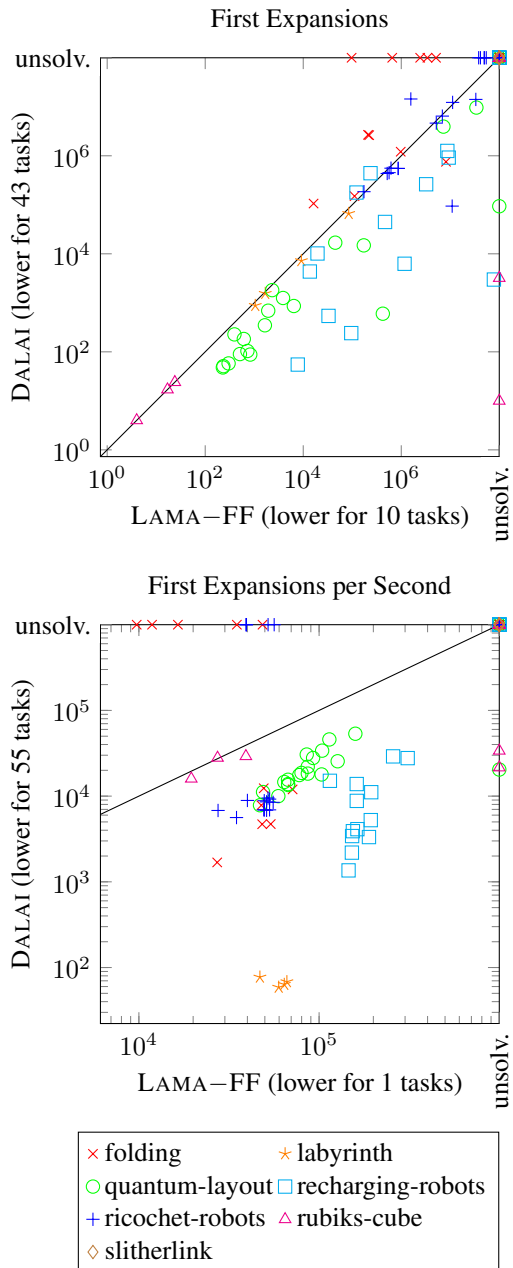 First Expansions
unsolv.
10^6
10^4
10^2
10^0
DALAI (lower for 43 tasks)
10^0 10^2 10^4 10^6 unsolv.
LAMA−FF (lower for 10 tasks)
First Expansions per Second
unsolv.
10^5
10^4
10^3
10^2
DALAI (lower for 55 tasks)
10^4 10^5 unsolv.
LAMA−FF (lower for 1 tasks)
folding labyrinth
quantum-layout recharging-robots
ricochet-robots rubiks-cube
slitherlink